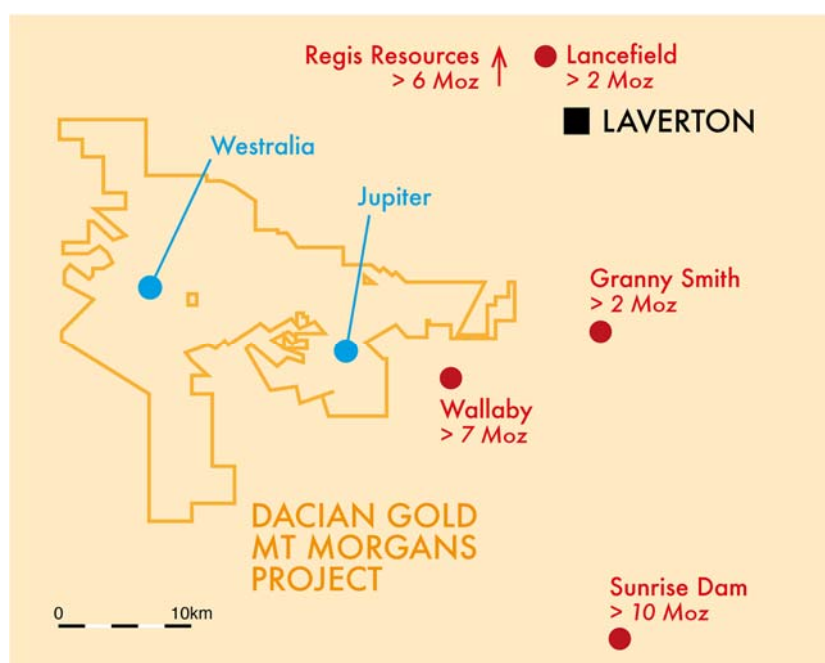 Regis Resources
> 6 Moz
Lancefield
> 2 Moz
LAVERTON
Westralia
Jupiter
Granny Smith
> 2 Moz
Wallaby
> 7 Moz
DACIAN GOLD
MT MORGANS
PROJECT
Sunrise Dam
> 10 Moz
0 10km